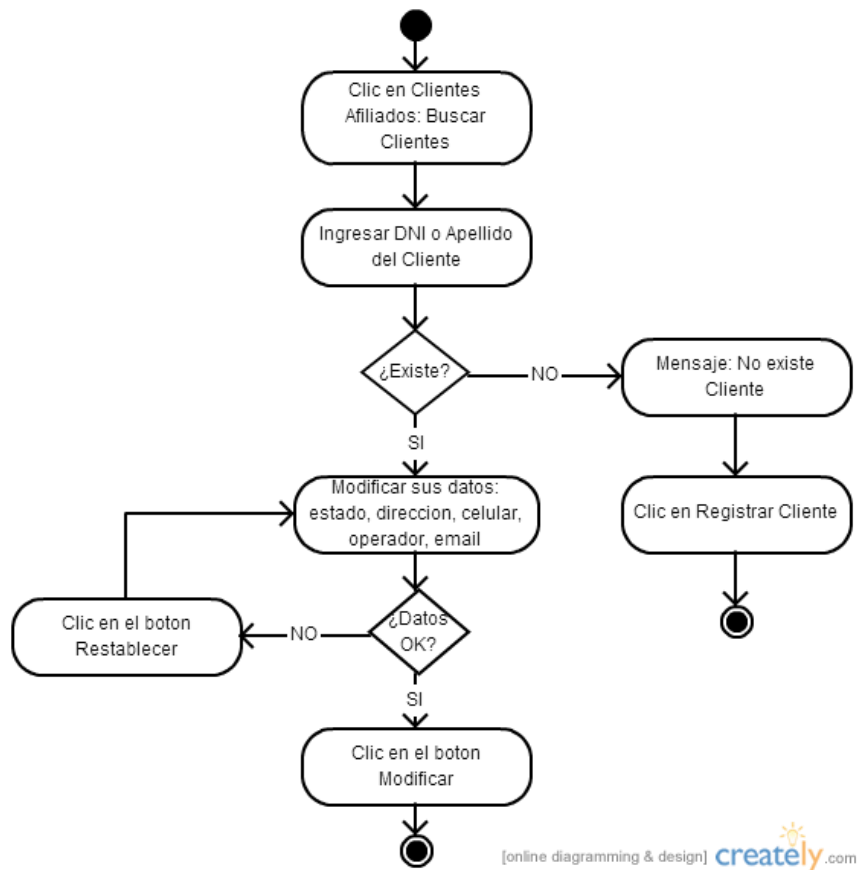 Clic en Clientes
Afiliados: Buscar
Clientes
Ingresar DNI o Apellido
del Cliente
¿Existe?
NO
Mensaje: No existe
Cliente
SI
Modificar sus datos:
estado, direccion, celular,
operador, email
Clic en Registrar Cliente
Clic en el boton
Restablecer
NO
¿Datos
OK?
SI
Clic en el boton
Modificar
[online diagramming & design] creately.com